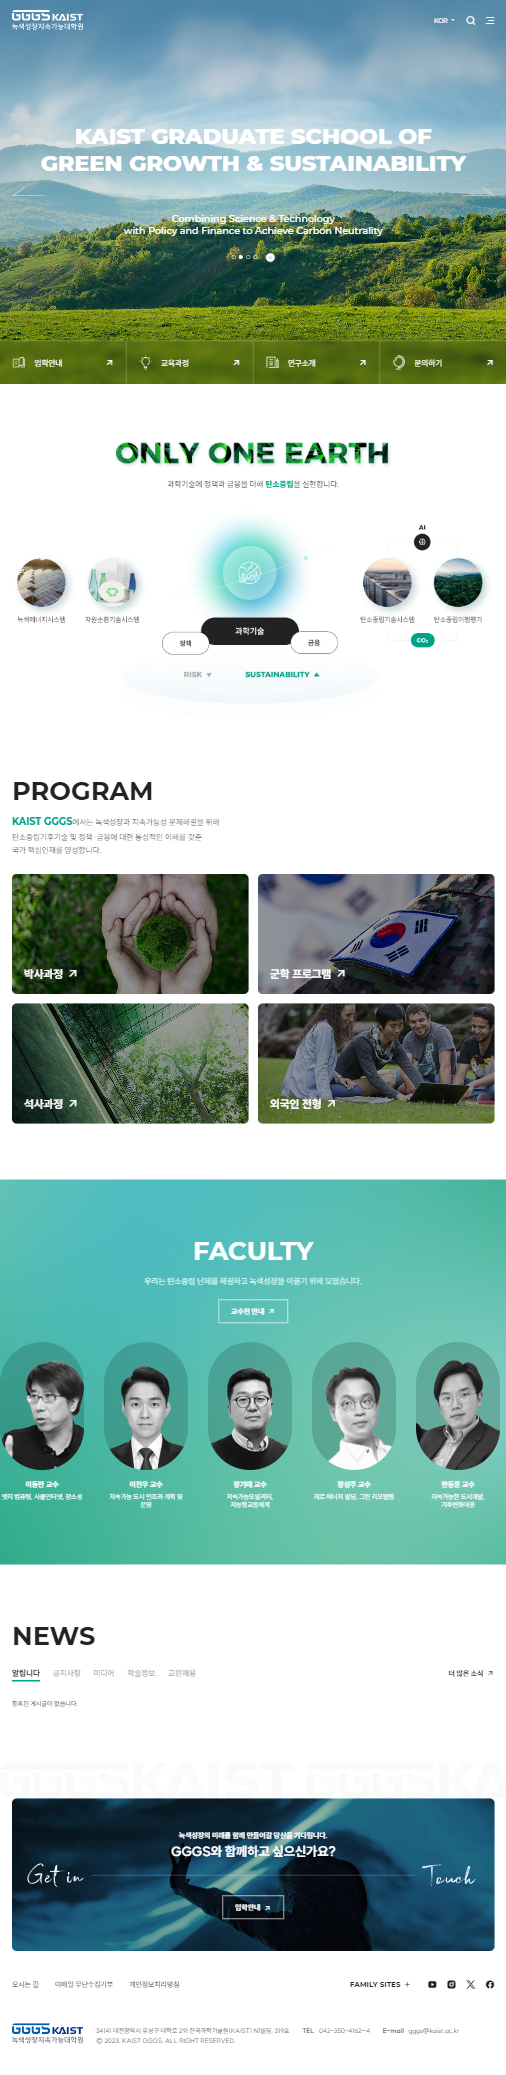 GGGS KAIST
녹색성장지속가능대학원
KOR
KAIST GRADUATE SCHOOL OF
GREEN GROWTH & SUSTAINABILITY
Combining Science & Technology
with Policy and Finance to Achieve Carbon Neutrality
입학안내
교육과정
연구소개
문의하기
ONLY ONE EARTH
과학기술에 정책과 금융을 더해 탄소중립을 실현합니다.
AI
녹색에너지시스템
자원순환기술시스템
탄소중립기술시스템
탄소중립이행평가
과학기술
정책
금융
CO₂
RISK
SUSTAINABILITY
PROGRAM
KAIST GGGS에서는 녹색성장과 지속가능성 문제해결을 위해
탄소중립기후기술 및 정책·금융에 대한 통섭적인 이해를 갖춘
국가 핵심인재를 양성합니다.
박사과정
군학 프로그램
석사과정
외국인 전형
FACULTY
우리는 탄소중립 난제를 해결하고 녹색성장을 이끌기 위해 모였습니다.
교수진 안내
이동만 교수
엣지 컴퓨팅, 사물인터넷, 장소성
이진우 교수
지속가능 도시 인프라 계획 및
운영
장기태 교수
지속가능모빌리티,
저능형교통체계
장성주 교수
제로 에너지 빌딩, 그린 리모델링
한동훈 교수
지속가능한 도시개발,
기후변화대응
NEWS
알립니다
공지사항
미디어
학술정보
교원채용
더 많은 소식
등록된 게시글이 없습니다.
GGGSKAIST GGGSKA
녹색성장의 미래를 함께 만들어갈 당신을 기다립니다.
GGGS와 함께하고 싶으신가요?
Get in
Touch
입학안내
오시는 길
이메일 무단수집거부
개인정보처리방침
FAMILY SITES +
GGGS KAIST
녹색성장지속가능대학원
34141 대전광역시 유성구 대학로 291 한국과학기술원(KAIST) N1빌딩, 319호
TEL 042-350-4162~4
E-mail gggs@kaist.ac.kr
© 2023. KAIST GGGS. ALL RIGHT RESERVED.